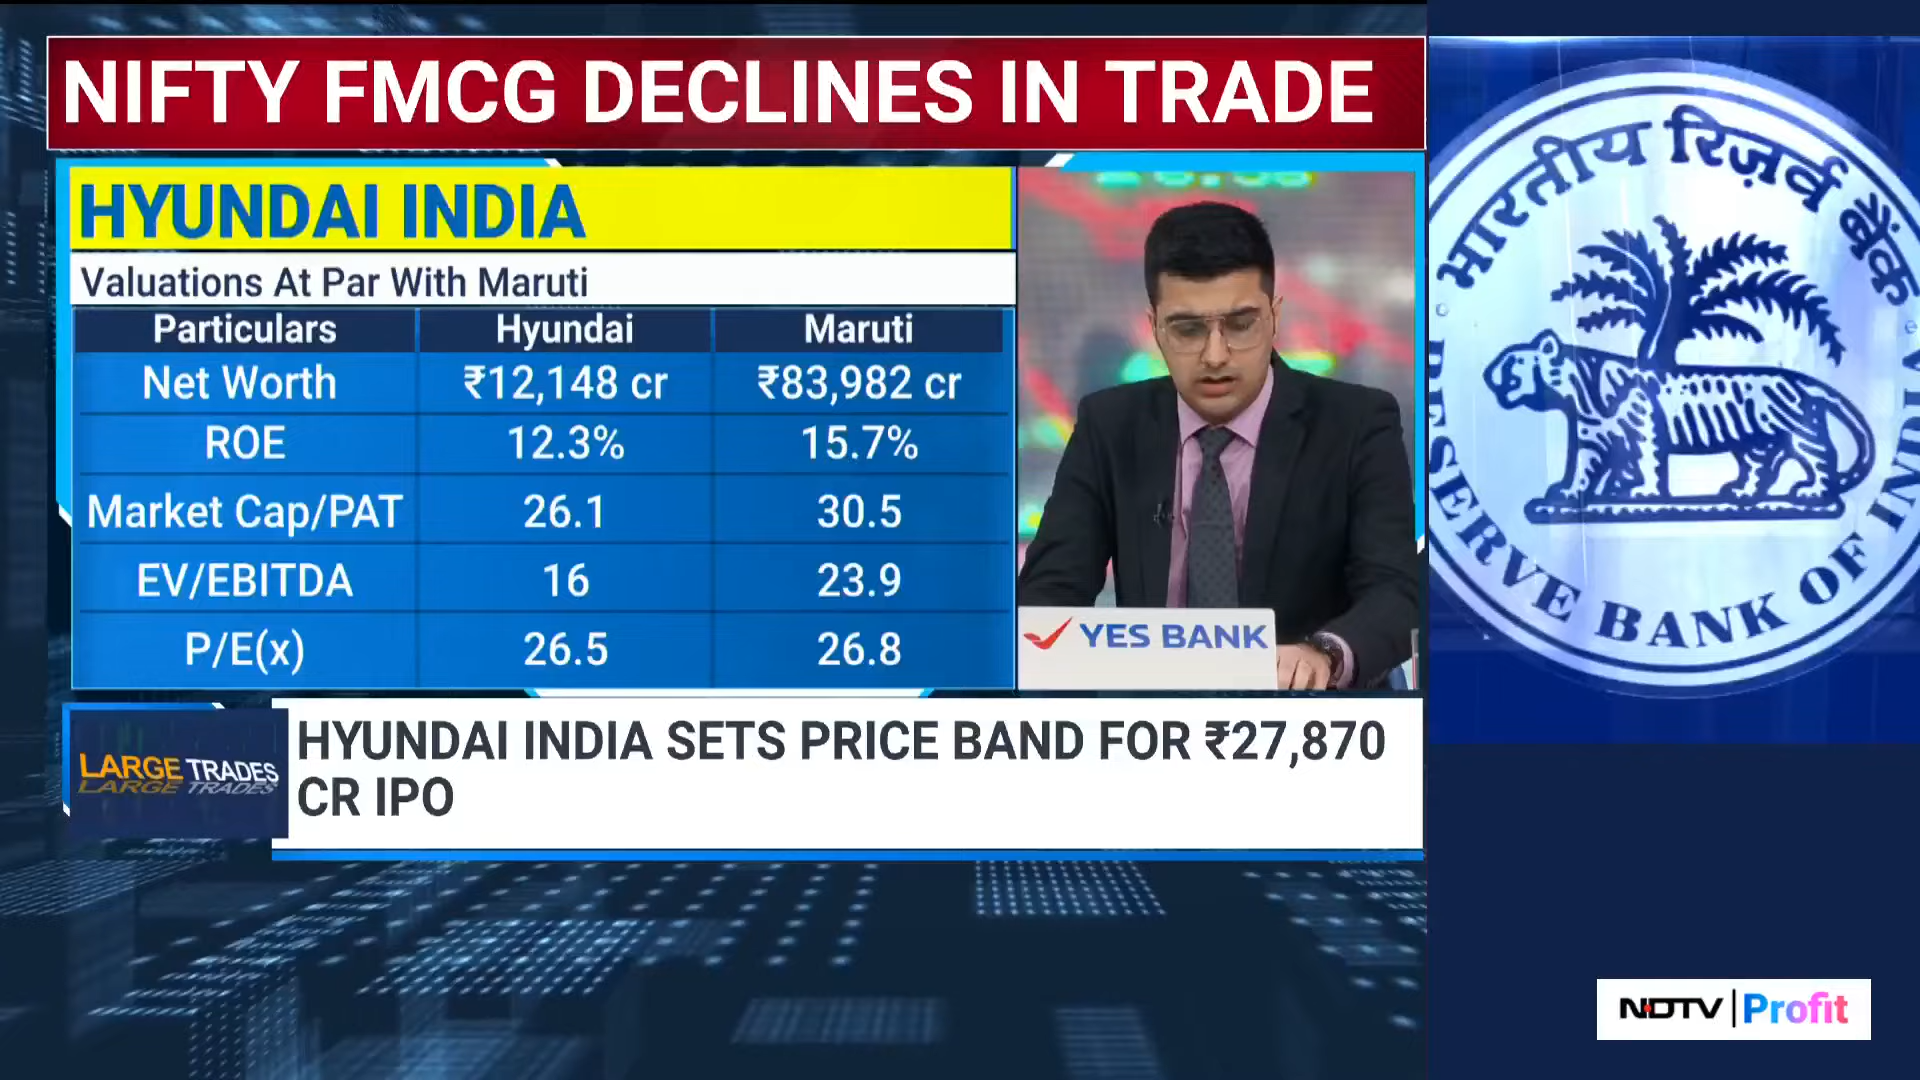 NIFTY FMCG DECLINES IN TRADE
HYUNDAI INDIA
Valuations At Par With Maruti
Particulars Hyundai Maruti
Net Worth ₹12,148 cr ₹83,982 cr
ROE 12.3% 15.7%
Market Cap/PAT 26.1 30.5
EV/EBITDA 16 23.9
P/E(x) 26.5 26.8
YES BANK
LARGE TRADES
HYUNDAI INDIA SETS PRICE BAND FOR ₹27,870
CR IPO
भारतीय रिज़र्व बैंक
RESERVE BANK OF INDIA
NDTV Profit